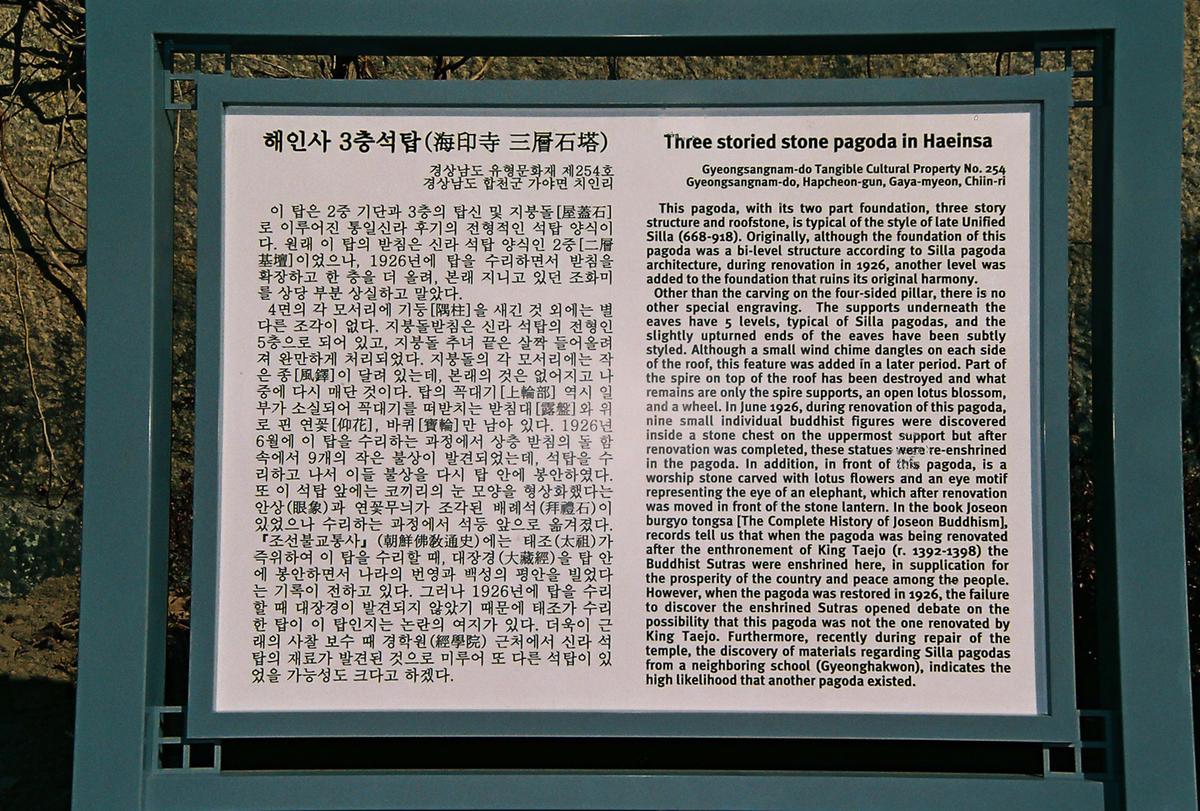 해인사 3층석탑(海印寺 三層石塔)
경상남도 유형문화재 제254호
경상남도 합천군 가야면 치인리
이 탑은 2중 기단과 3층의 탑신 및 지붕돌[屋蓋石]
로 이루어진 통일신라 후기의 전형적인 석탑 양식이
다. 원래 이 탑의 받침은 신라 석탑 양식인 2중[二層
基壇]이었으나, 1926년에 탑을 수리하면서 받침을
확장하고 한 층을 더 올려, 본래 지니고 있던 조화미
를 상당 부분 상실하고 말았다.
4면의 각 모서리에 기둥[隅柱]을 새긴 것 외에는 별
다른 조각이 없다. 지붕돌받침은 신라 석탑의 전형인
5층으로 되어 있고, 지붕돌 추녀 끝은 살짝 들어올려
져 완만하게 처리되었다. 지붕돌의 각 모서리에는 작
은 종[風鐸]이 달려 있는데, 본래의 것은 없어지고 나
중에 다시 매단 것이다. 탑의 꼭대기[上輪部] 역시 일
부가 소실되어 꼭대기를 떠받치는 받침대[露盤]와 위
로 핀 연꽃[仰花], 바퀴[寶輪]만 남아 있다. 1926년
6월에 이 탑을 수리하는 과정에서 상층 받침의 돌 함
속에서 9개의 작은 불상이 발견되었는데, 석탑을 수
리하고 나서 이들 불상을 다시 탑 안에 봉안하였다.
또 이 석탑 앞에는 코끼리의 눈 모양을 형상화했다는
안상(眼象)과 연꽃무늬가 조각된 배례석(拜禮石)이
있었으나 수리하는 과정에서 석등 앞으로 옮겨졌다.
『조선불교통사』(朝鮮佛敎通史)에는 태조(太祖)가
즉위하여 이 탑을 수리할 때, 대장경(大藏經)을 탑 안
에 봉안하면서 나라의 번영과 백성의 평안을 빌었다
는 기록이 전하고 있다. 그러나 1926년에 탑을 수리
할 때 대장경이 발견되지 않았기 때문에 태조가 수리
한 탑이 이 탑인지는 논란의 여지가 있다. 더욱이 근
래의 사찰 보수 때 경학원(經學院) 근처에서 신라 석
탑의 재료가 발견된 것으로 미루어 또 다른 석탑이 있
었을 가능성도 크다고 하겠다.
Three storied stone pagoda in Haeinsa
Gyeongsangnam-do Tangible Cultural Property No. 254
Gyeongsangnam-do, Hapcheon-gun, Gaya-myeon, Chiin-ri
This pagoda, with its two part foundation, three story
structure and roofstone, is typical of the style of late Unified
Silla (668-918). Originally, although the foundation of this
pagoda was a bi-level structure according to Silla pagoda
architecture, during renovation in 1926, another level was
added to the foundation that ruins its original harmony.
Other than the carving on the four-sided pillar, there is no
other special engraving. The supports underneath the
eaves have 5 levels, typical of Silla pagodas, and the
slightly upturned ends of the eaves have been subtly
styled. Although a small wind chime dangles on each side
of the roof, this feature was added in a later period. Part of
the spire on top of the roof has been destroyed and what
remains are only the spire supports, an open lotus blossom,
and a wheel. In June 1926, during renovation of this pagoda,
nine small individual buddhist figures were discovered
inside a stone chest on the uppermost support but after
renovation was completed, these statues were re-enshrined
in the pagoda. In addition, in front of this pagoda, is a
worship stone carved with lotus flowers and an eye motif
representing the eye of an elephant, which after renovation
was moved in front of the stone lantern. In the book Joseon
burgyo tongsa [The Complete History of Joseon Buddhism],
records tell us that when the pagoda was being renovated
after the enthronement of King Taejo (r. 1392-1398) the
Buddhist Sutras were enshrined here, in supplication for
the prosperity of the country and peace among the people.
However, when the pagoda was restored in 1926, the failure
to discover the enshrined Sutras opened debate on the
possibility that this pagoda was not the one renovated by
King Taejo. Furthermore, recently during repair of the
temple, the discovery of materials regarding Silla pagodas
from a neighboring school (Gyeonghakwon), indicates the
high likelihood that another pagoda existed.